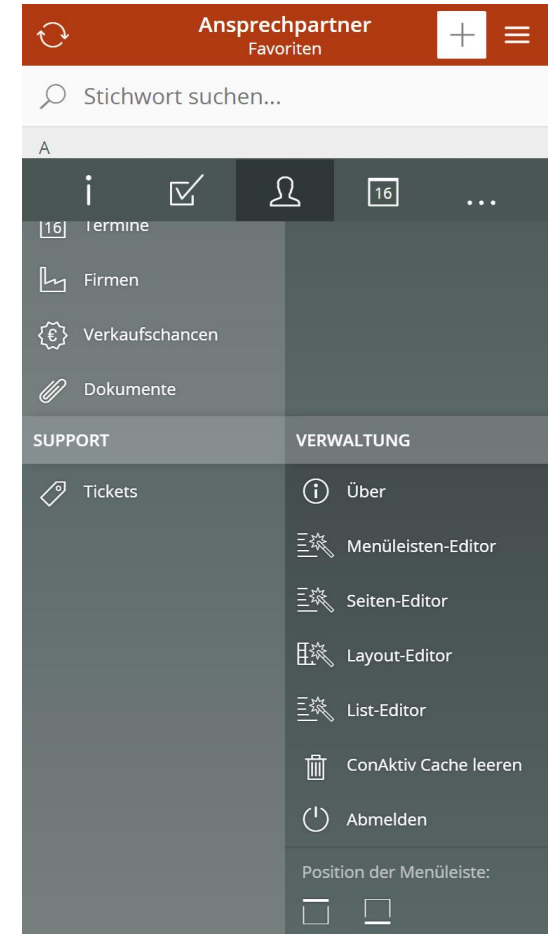 Ansprechpartner
Favoriten
Stichwort suchen...
A
16
...
16 Termine
Firmen
€ Verkaufschancen
Dokumente
SUPPORT
Tickets
VERWALTUNG
Über
Menüleisten-Editor
Seiten-Editor
Layout-Editor
List-Editor
ConAktiv Cache leeren
Abmelden
Position der Menüleiste: